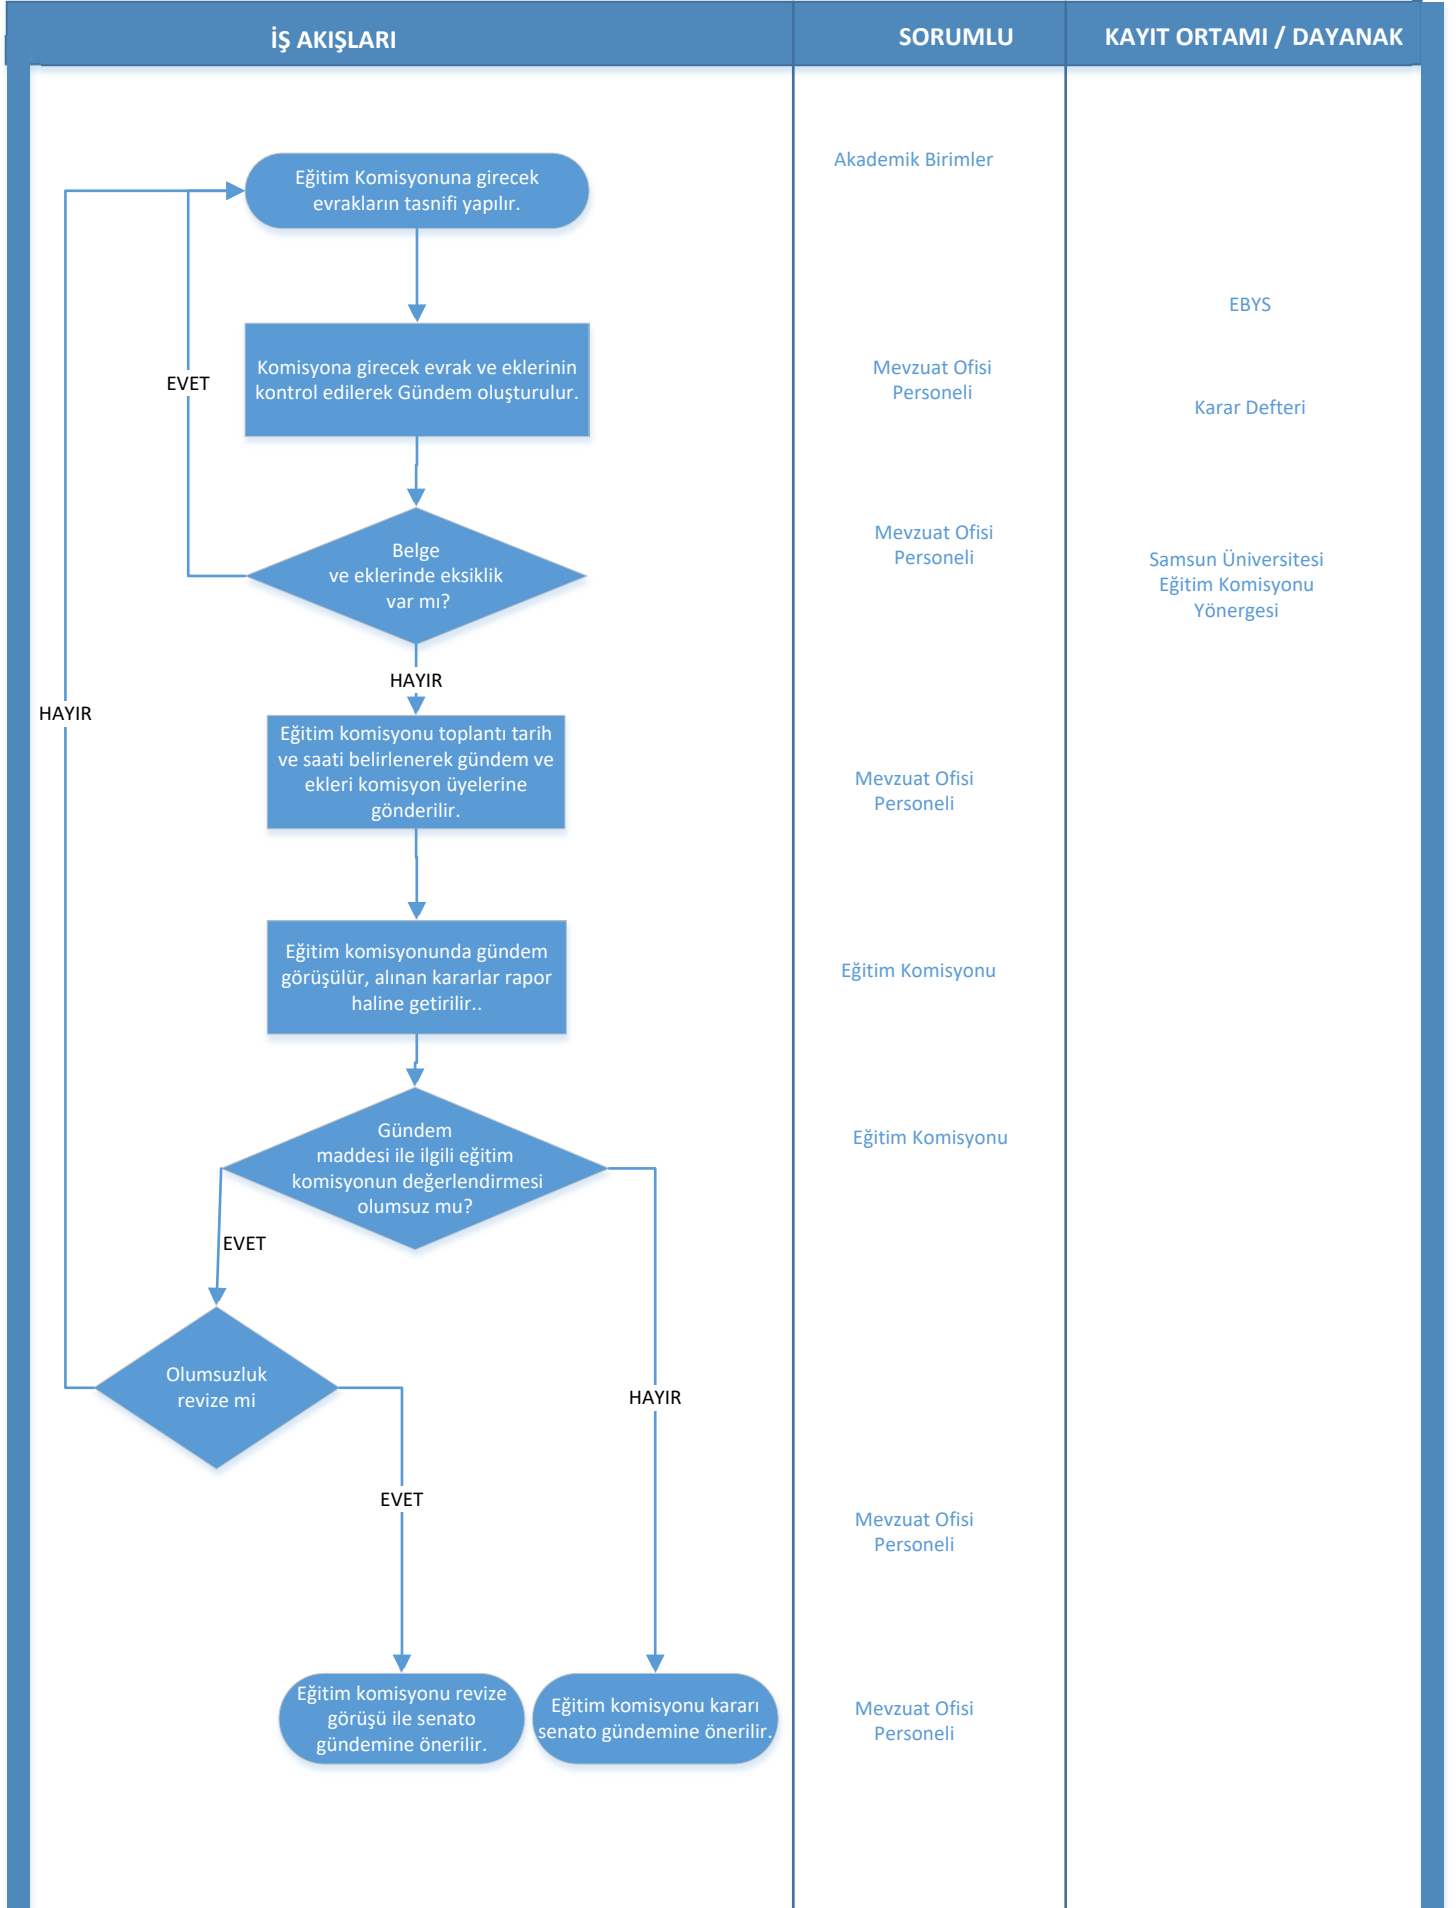 İŞ AKIŞLARI
SORUMLU
KAYIT ORTAMI / DAYANAK
Akademik Birimler
Eğitim Komisyonuna girecek
evrakların tasnifi yapılır.
EBYS
Komisyona girecek evrak ve eklerinin
kontrol edilerek Gündem oluşturulur.
EVET
Mevzuat Ofisi
Personeli
Karar Defteri
Belge
ve eklerinde eksiklik
var mı?
Mevzuat Ofisi
Personeli
Samsun Üniversitesi
Eğitim Komisyonu
Yönergesi
HAYIR
HAYIR
Eğitim komisyonu toplantı tarih
ve saati belirlenerek gündem ve
ekleri komisyon üyelerine
gönderilir.
Mevzuat Ofisi
Personeli
Eğitim komisyonunda gündem
görüşülür, alınan kararlar rapor
haline getirilir..
Eğitim Komisyonu
Gündem
maddesi ile ilgili eğitim
komisyonun değerlendirmesi
olumsuz mu?
Eğitim Komisyonu
EVET
Olumsuzluk
revize mi
HAYIR
EVET
Mevzuat Ofisi
Personeli
Eğitim komisyonu revize
görüşü ile senato
gündemine önerilir.
Eğitim komisyonu kararı
senato gündemine önerilir.
Mevzuat Ofisi
Personeli